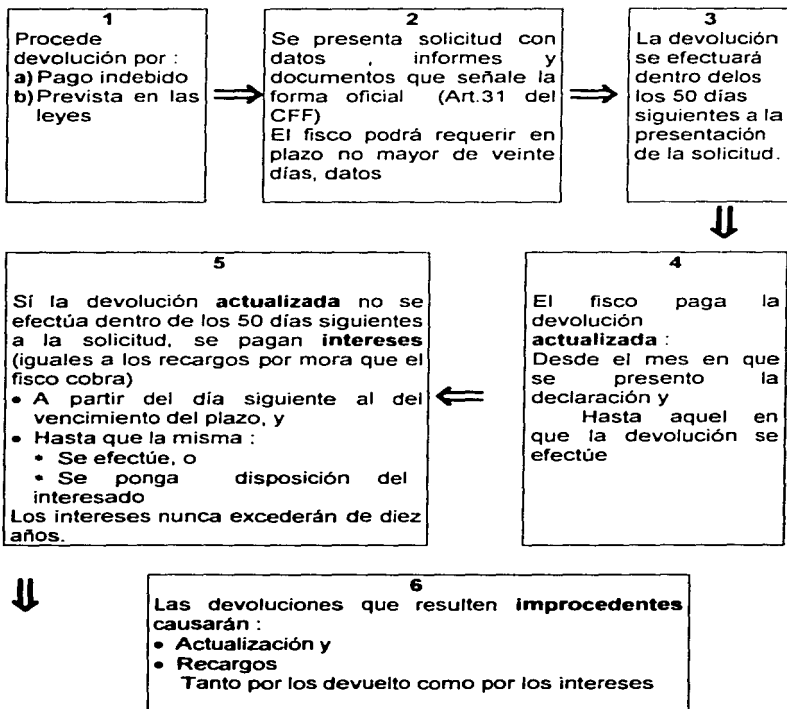 1
Procede
devolución por :
a) Pago indebido
b) Prevista en las
leyes
2
Se presenta solicitud con
datos , informes y
documentos que señale la
forma oficial (Art.31 del
CFF)
El fisco podrá requerir en
plazo no mayor de veinte
días, datos
3
La devolución
se efectuará
dentro delos
los 50 días
siguientes a la
presentación
de la solicitud.
4
El fisco paga la
devolución
actualizada :
Desde el mes en que
se presento la
declaración y
Hasta aquel en
que la devolución se
efectúe
5
Sí la devolución actualizada no se
efectúa dentro de los 50 días siguientes
a la solicitud, se pagan intereses
(iguales a los recargos por mora que el
fisco cobra)
• A partir del día siguiente al del
vencimiento del plazo, y
• Hasta que la misma :
* Se efectúe, o
* Se ponga disposición del
interesado
Los intereses nunca excederán de diez
años.
6
Las devoluciones que resulten improcedentes
causarán :
• Actualización y
• Recargos
Tanto por los devuelto como por los intereses